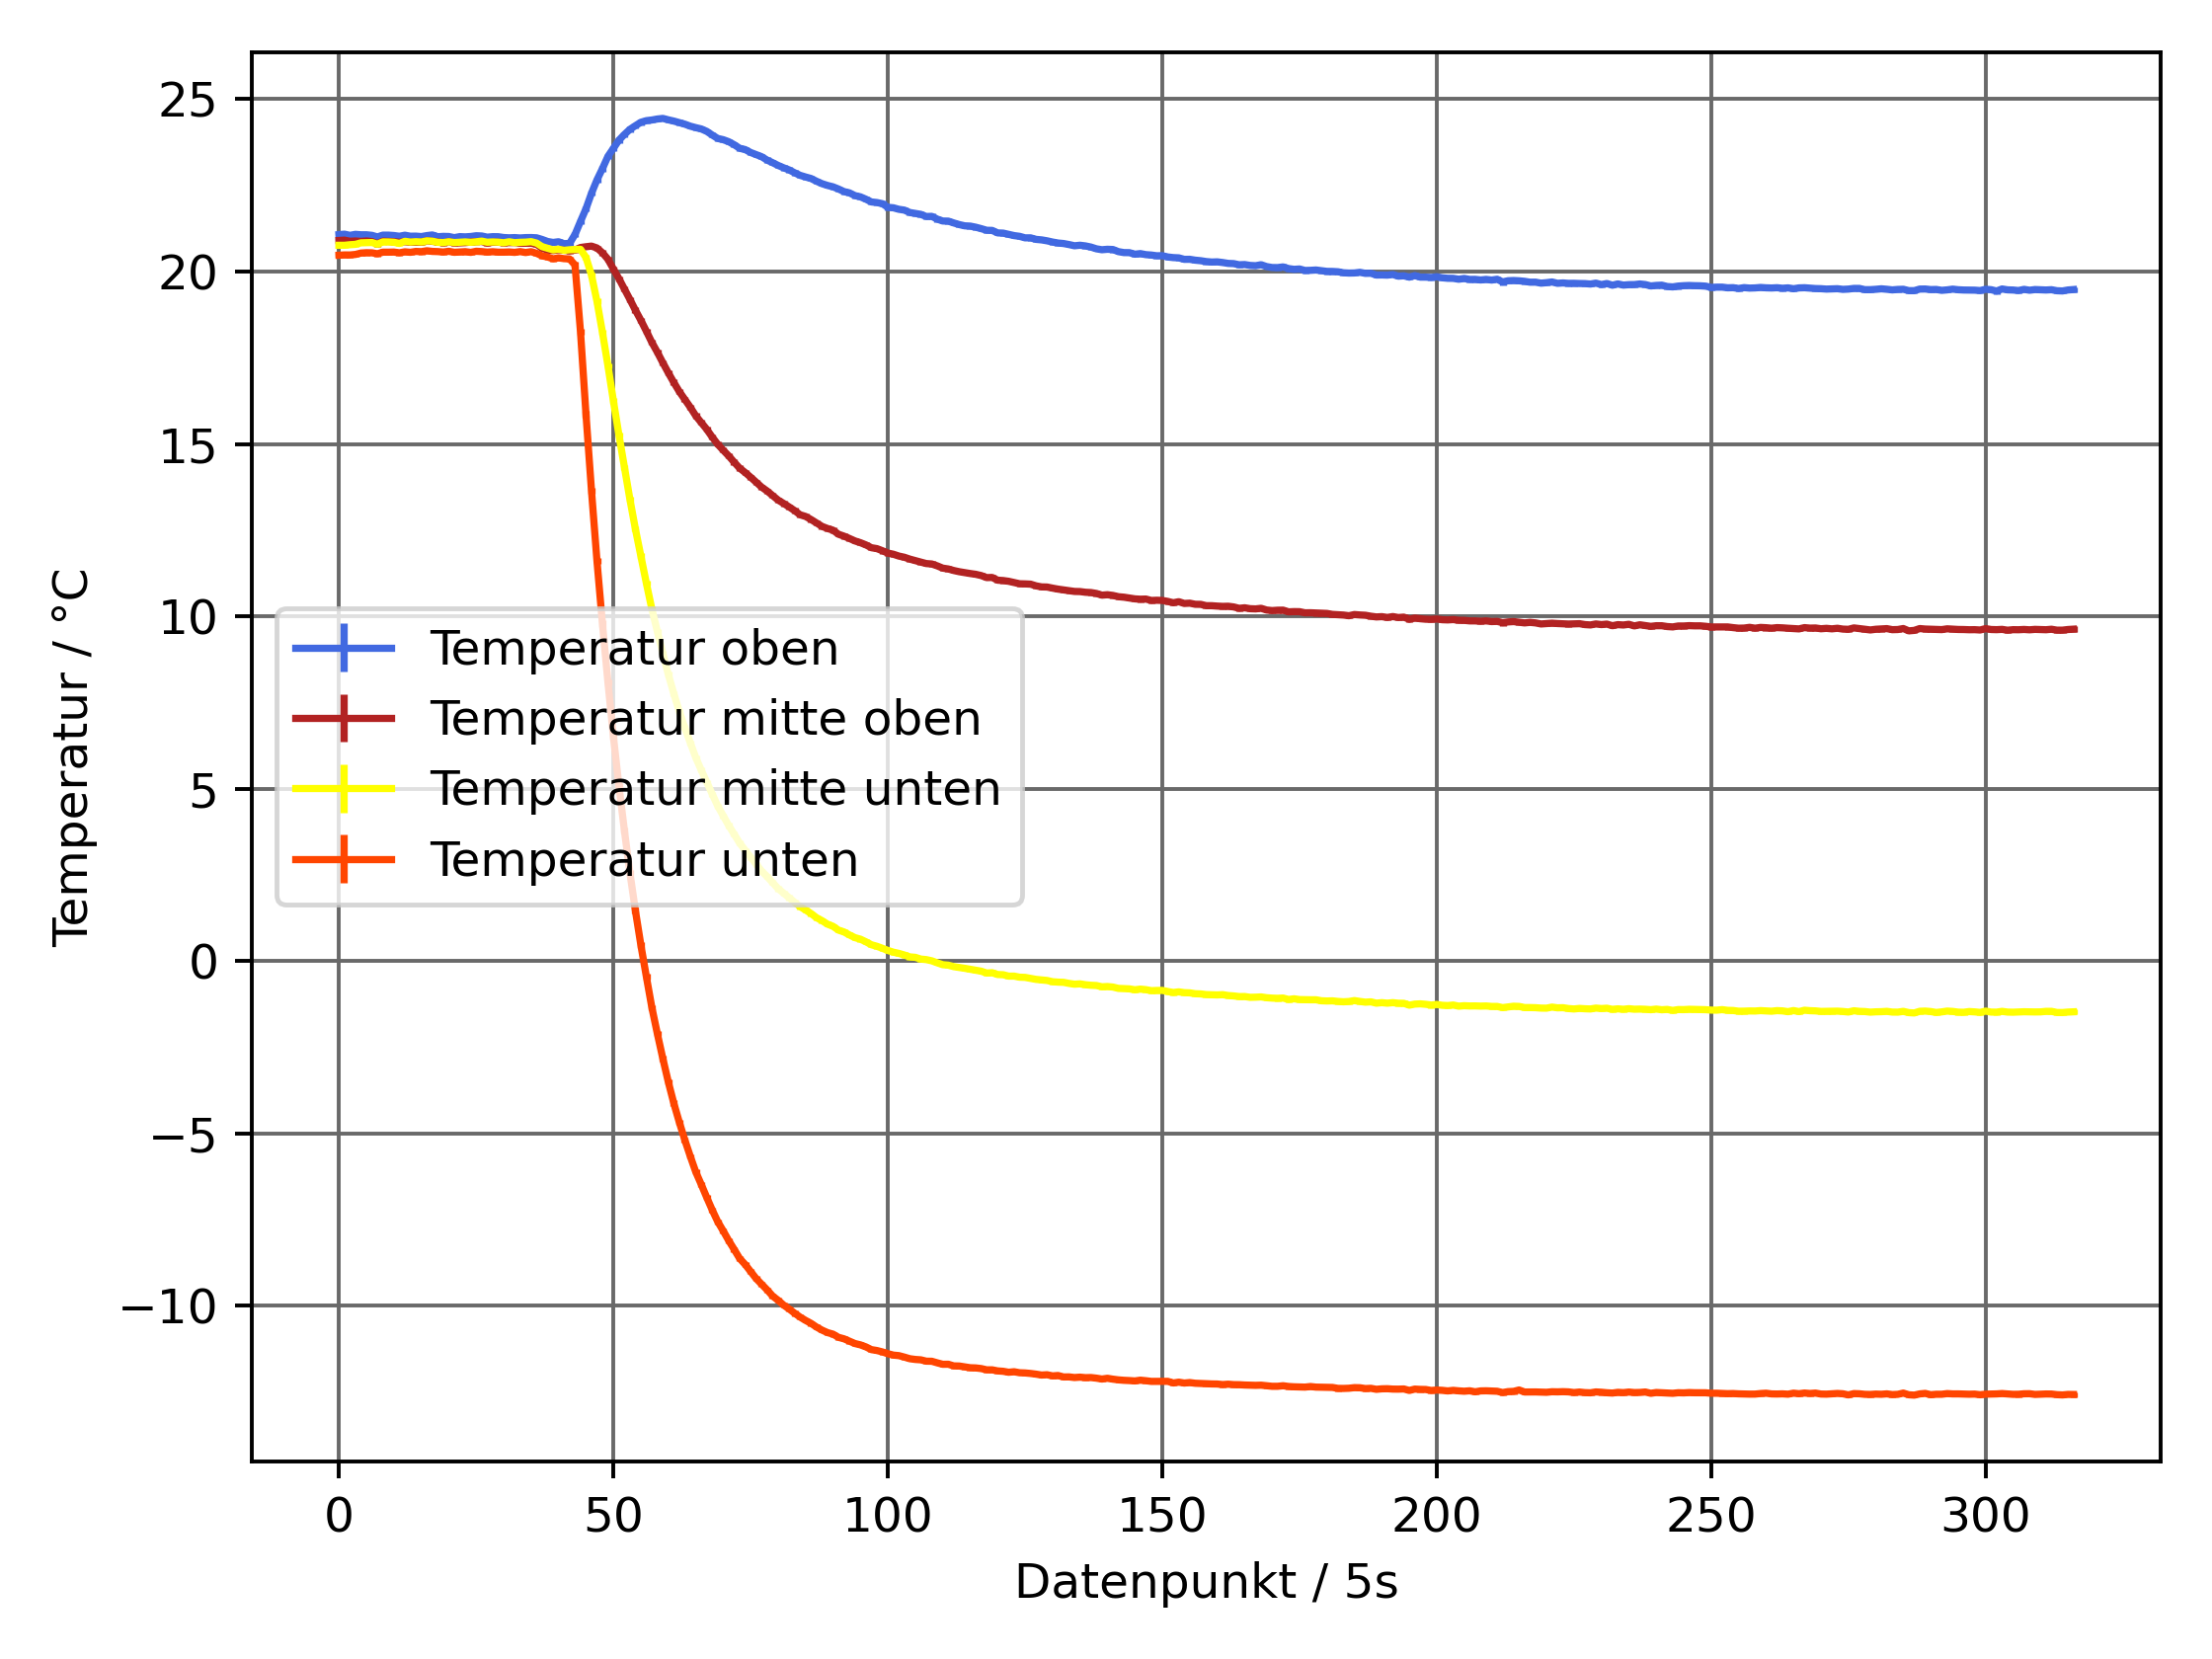 25
20
15
10
5
0
−5
−10
Temperatur / °C
Temperatur oben
Temperatur mitte oben
Temperatur mitte unten
Temperatur unten
0 50 100 150 200 250 300
Datenpunkt / 5s